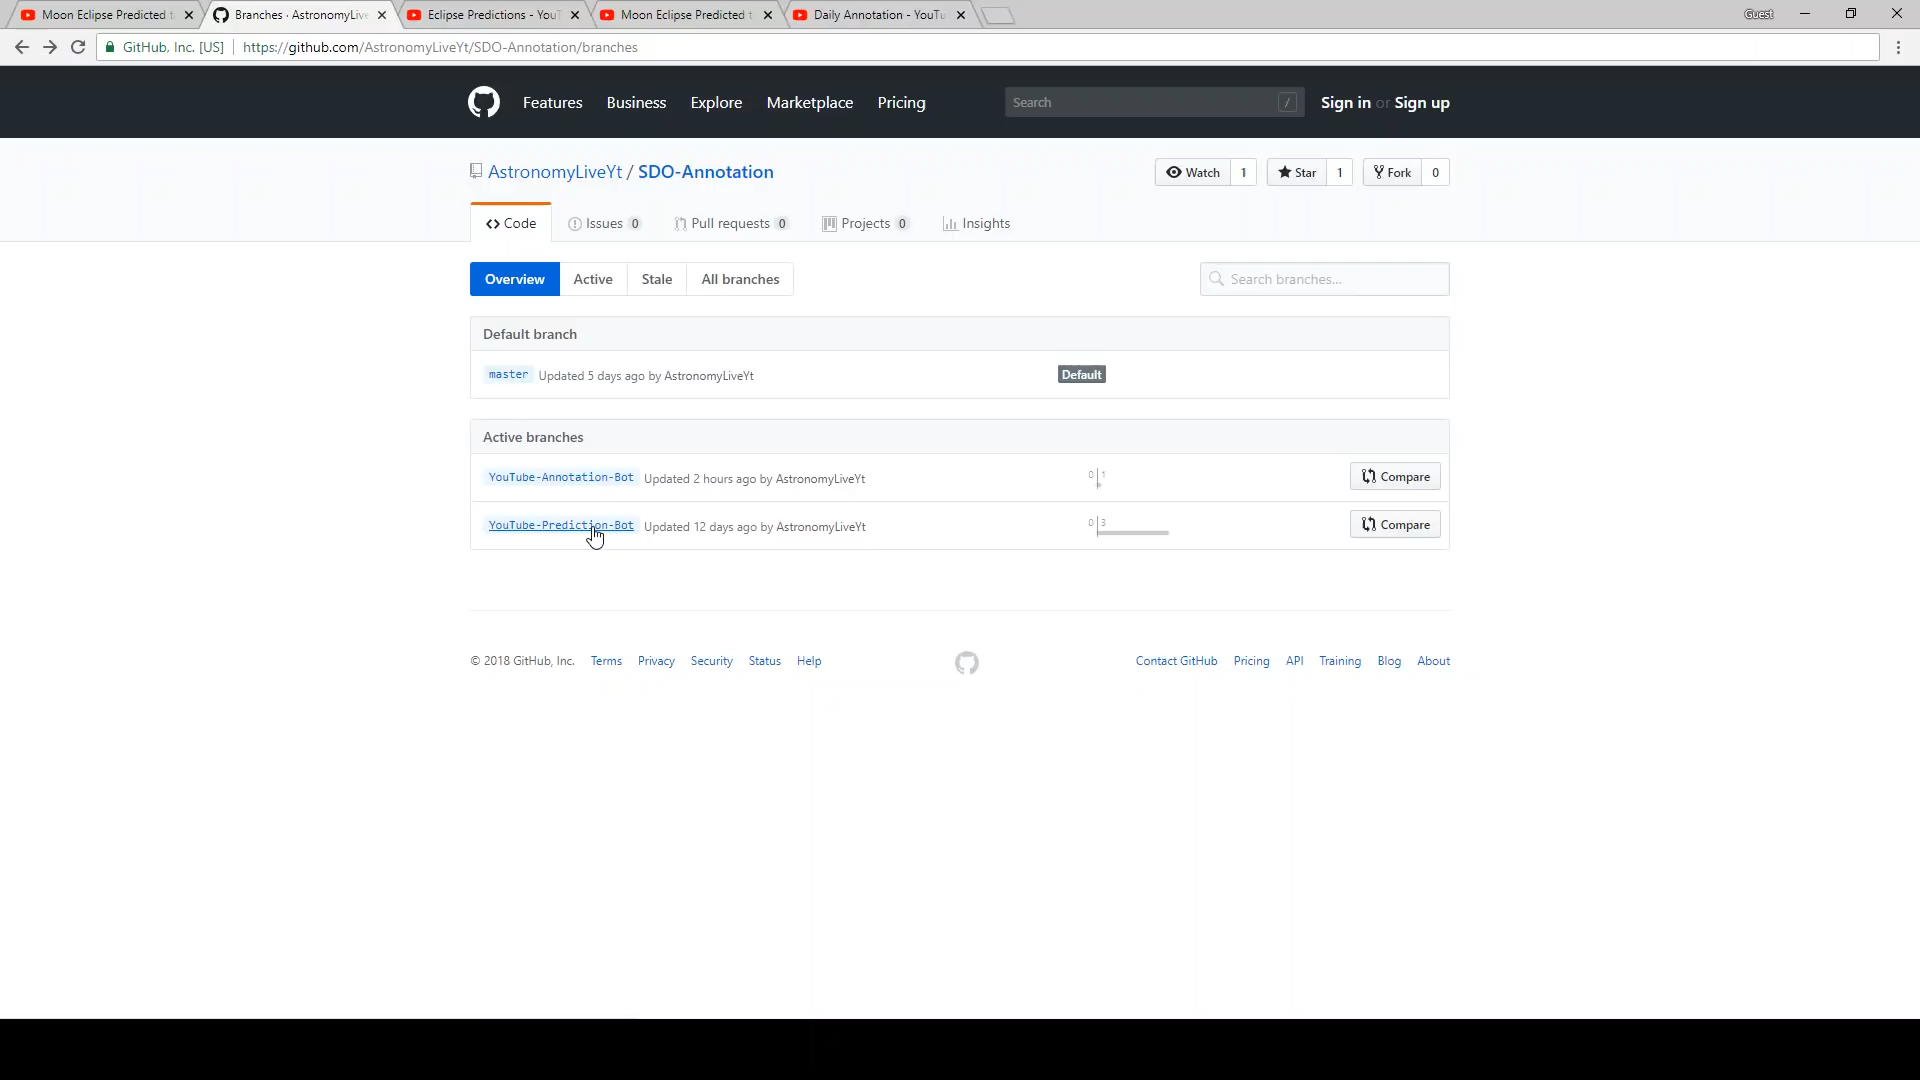 Moon Eclipse Predicted t
Branches · AstronomyLive
Eclipse Predictions - YouT
Moon Eclipse Predicted t
Daily Annotation - YouTu
Guest
GitHub, Inc. [US]
https://github.com/AstronomyLiveYt/SDO-Annotation/branches
Features Business Explore Marketplace Pricing
Search /
Sign in or Sign up
AstronomyLiveYt / SDO-Annotation
Watch 1 Star 1 Fork 0
Code Issues 0 Pull requests 0 Projects 0 Insights
Overview Active Stale All branches
Search branches...
Default branch
master Updated 5 days ago by AstronomyLiveYt Default
Active branches
YouTube-Annotation-Bot Updated 2 hours ago by AstronomyLiveYt 0 1 Compare
YouTube-Prediction-Bot Updated 12 days ago by AstronomyLiveYt 0 3 Compare
© 2018 GitHub, Inc. Terms Privacy Security Status Help Contact GitHub Pricing API Training Blog About